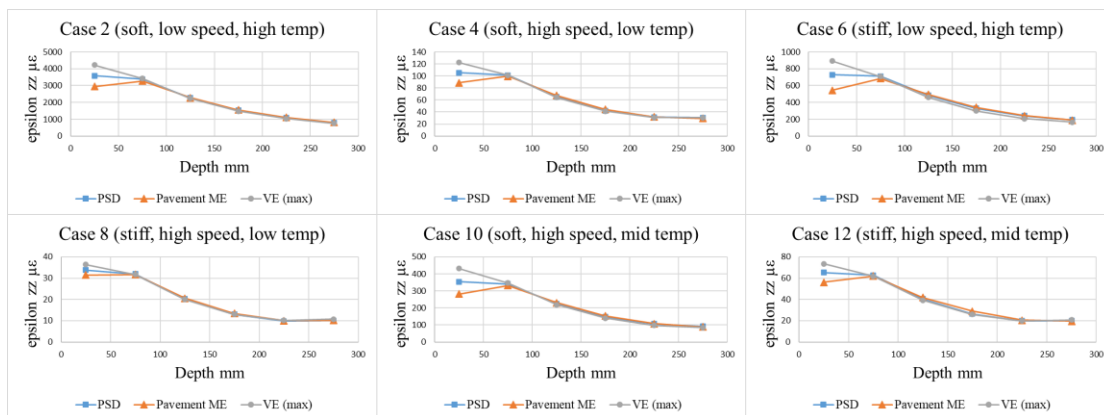 Case 2 (soft, low speed, high temp)
5000
4000
3000
2000
1000
0
0 50 100 150 200 250 300
epsilon zz µε
Depth mm
PSD Pavement ME VE (max)
Case 4 (soft, high speed, low temp)
140
120
100
80
60
40
20
0
0 50 100 150 200 250 300
epsilon zz µε
Depth mm
PSD Pavement ME VE (max)
Case 6 (stiff, low speed, high temp)
1000
800
600
400
200
0
0 50 100 150 200 250 300
epsilon zz µε
Depth mm
PSD Pavement ME VE (max)
Case 8 (stiff, high speed, low temp)
40
30
20
10
0
0 50 100 150 200 250 300
epsilon zz µε
Depth mm
PSD Pavement ME VE (max)
Case 10 (soft, high speed, mid temp)
500
400
300
200
100
0
0 50 100 150 200 250 300
epsilon zz µε
Depth mm
PSD Pavement ME VE (max)
Case 12 (stiff, high speed, mid temp)
80
60
40
20
0
0 50 100 150 200 250 300
epsilon zz µε
Depth mm
PSD Pavement ME VE (max)